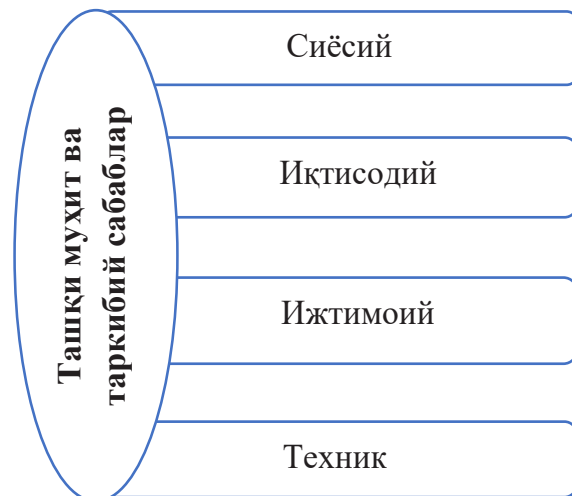 Ташқи муҳит ва
таркибий сабаблар
Сиёсий
Иқтисодий
Ижтимоий
Техник